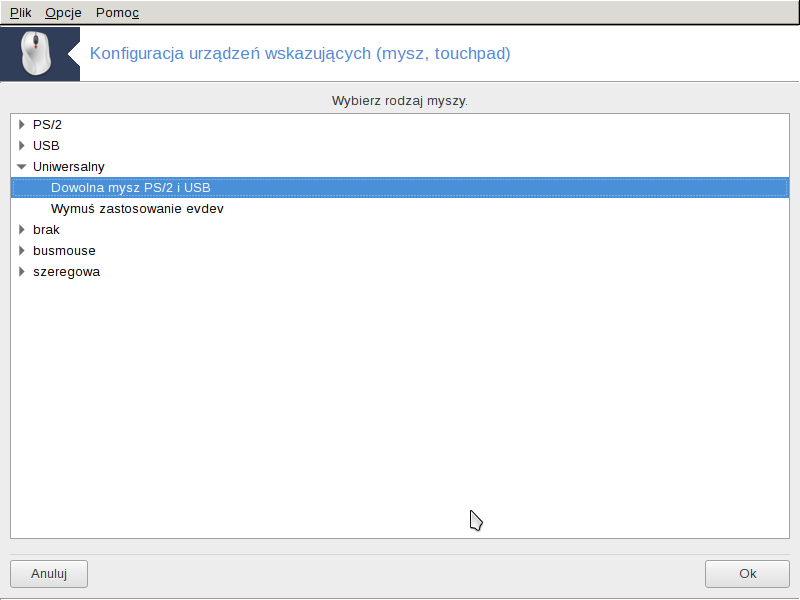 Plik Opcje Pomoc
Konfiguracja urządzeń wskazujących (mysz, touchpad)
Wybierz rodzaj myszy.
PS/2
USB
Uniwersalny
Dowolna mysz PS/2 i USB
Wymuś zastosowanie evdev
brak
busmouse
szeregowa
Anuluj Ok